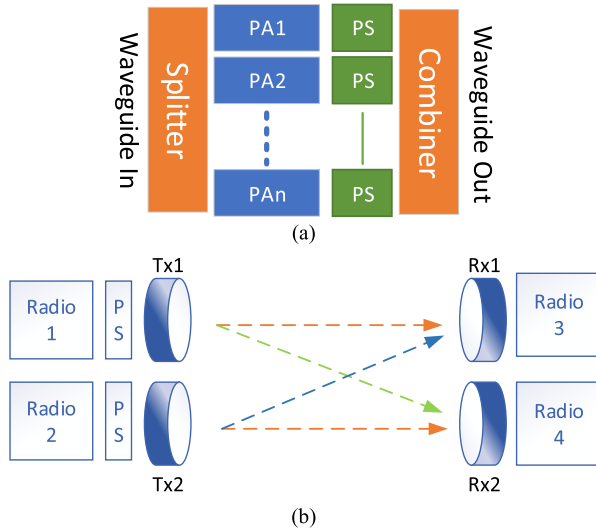 Waveguide In
Splitter
PA1
PS
PA2
PS
PAn
PS
Combiner
Waveguide Out
(a)
Tx1
Rx1
Radio
1
P
S
Radio
3
Radio
2
P
S
Radio
4
Tx2
Rx2
(b)